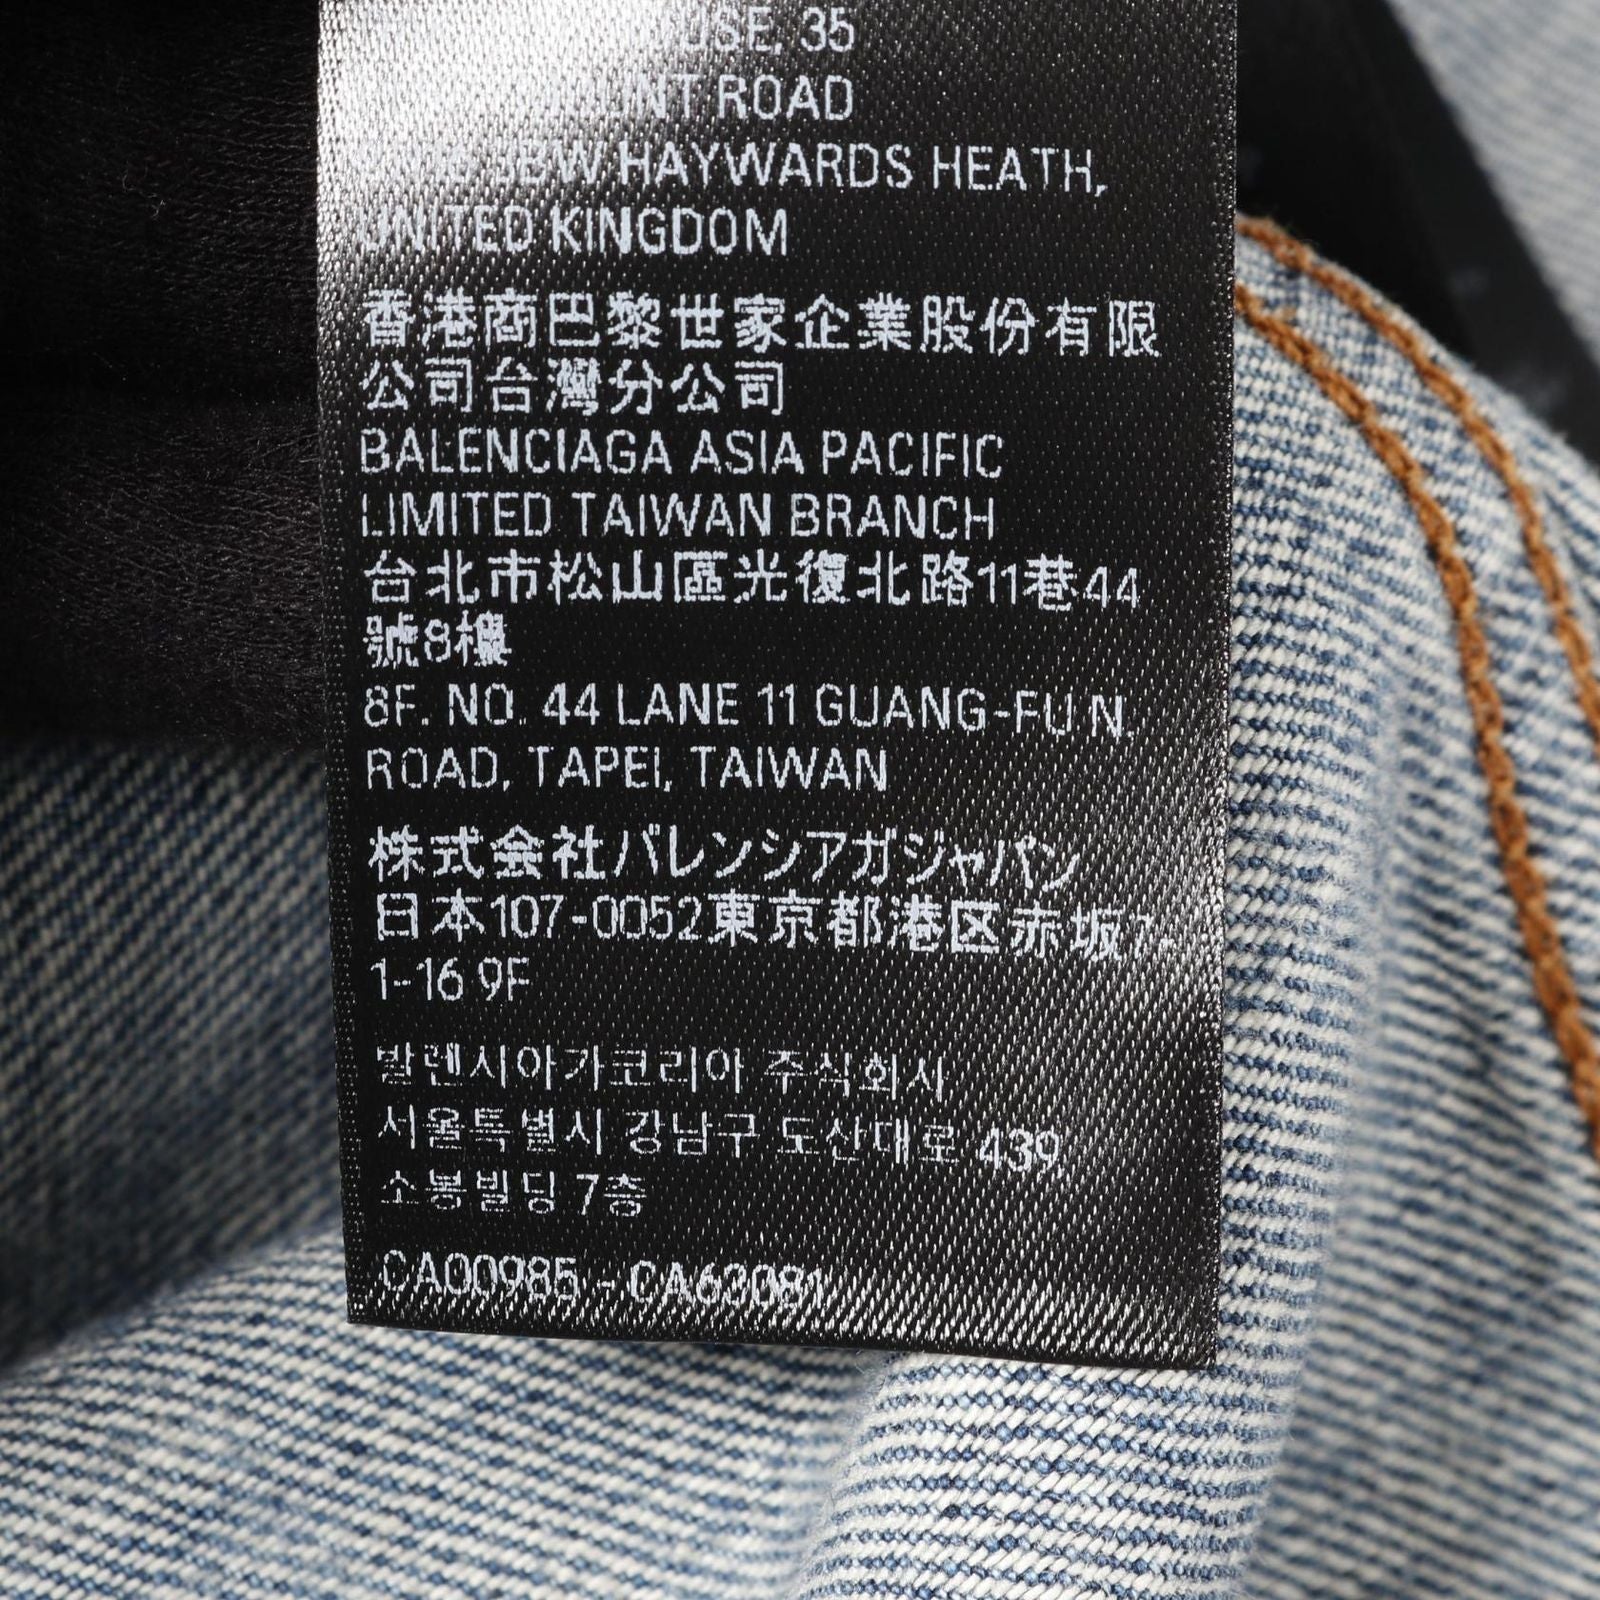 35
ROAD
HAYWARDS HEATH,
UNITED KINGDOM
香港商巴黎世家企業股份有限
公司台灣分公司
BALENCIAGA ASIA PACIFIC
LIMITED TAIWAN BRANCH
台北市松山區光復北路11巷44
號8樓
8F. NO. 44 LANE 11 GUANG-FU N.
ROAD, TAPEI, TAIWAN
株式会社バレンシアガジャパン
日本107-0052東京都港区赤坂7-
1-16 9F
발렌시아가코리아 주식회사
서울특별시 강남구 도산대로 439,
소봉빌딩 7층
CA00985 - CA62081